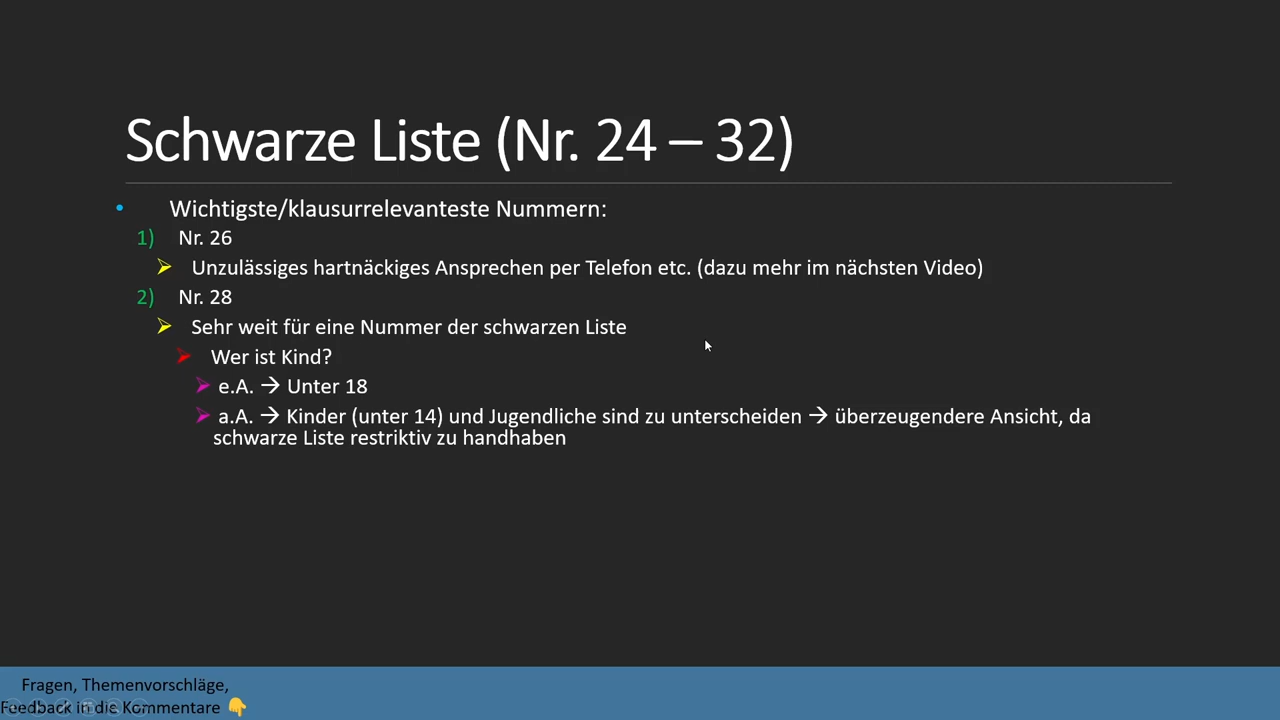 Schwarze Liste (Nr. 24 – 32)
• Wichtigste/klausurrelevanteste Nummern:
1) Nr. 26
Unzulässiges hartnäckiges Ansprechen per Telefon etc. (dazu mehr im nächsten Video)
2) Nr. 28
Sehr weit für eine Nummer der schwarzen Liste
Wer ist Kind?
e.A. → Unter 18
a.A. → Kinder (unter 14) und Jugendliche sind zu unterscheiden → überzeugendere Ansicht, da
schwarze Liste restriktiv zu handhaben
Fragen, Themenvorschläge,
Feedback in die Kommentare 👇